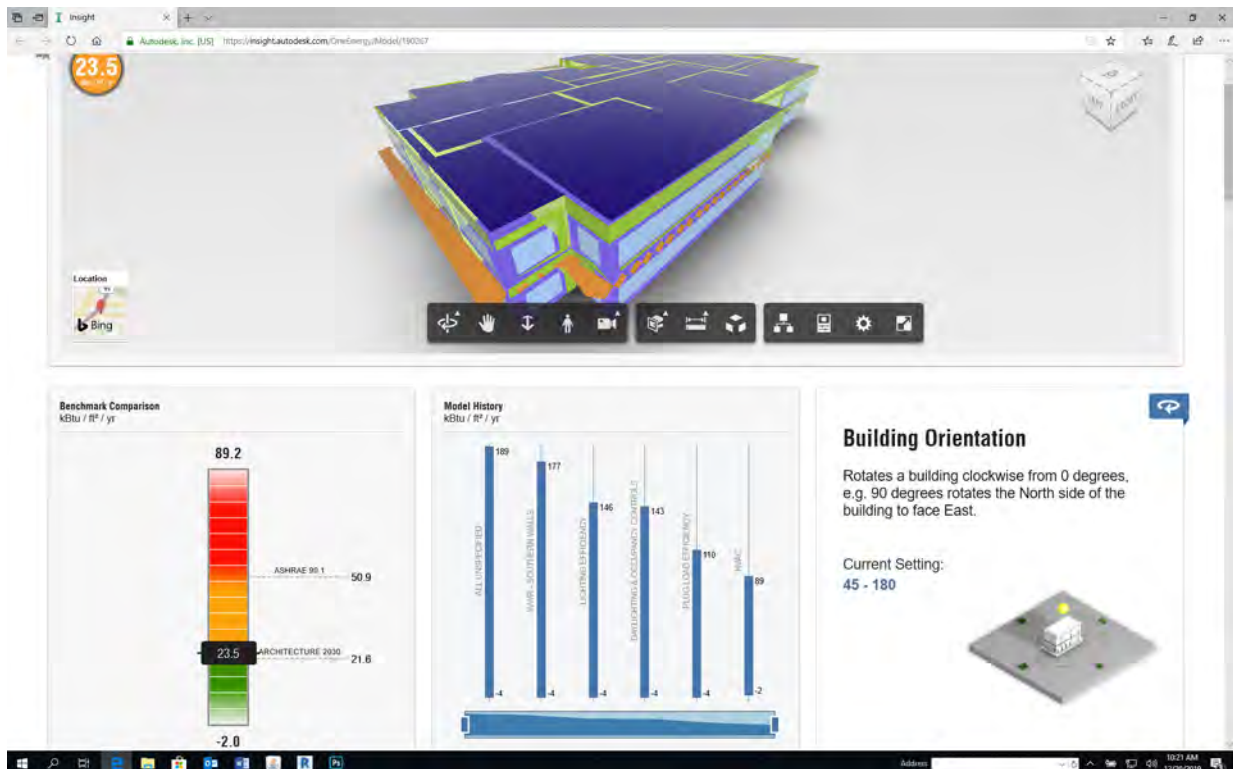 Insight
Autodesk, Inc. [US]
https://insight.autodesk.com/OneEnergy/Model/190267
23.5
FRONT
Location
Bing
Benchmark Comparison
kBtu / ft² / yr
89.2
ASHRAE 90.1
50.9
23.5
ARCHITECTURE 2030
21.6
-2.0
Model History
kBtu / ft² / yr
189
177
146
143
110
89
ALL UNSPECIFIED
WWR - SOUTHERN WALLS
LIGHTING EFFICIENCY
DAYLIGHTING & OCCUPANCY CONTROLS
PLUG LOAD EFFICIENCY
HVAC
-4
-4
-4
-4
-4
-2
Building Orientation
Rotates a building clockwise from 0 degrees,
e.g. 90 degrees rotates the North side of the
building to face East.
Current Setting:
45 - 180
Address
10:21 AM